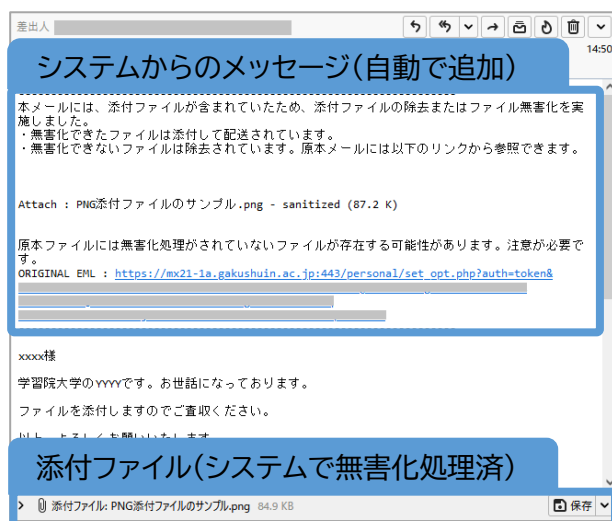 差出人
14:50
システムからのメッセージ(自動で追加)
本メールには、添付ファイルが含まれていたため、添付ファイルの除去またはファイル無害化を実
施しました。
・無害化できたファイルは添付して配送されています。
・無害化できないファイルは除去されています。原本メールには以下のリンクから参照できます。
Attach : PNG添付ファイルのサンプル.png - sanitized (87.2 K)
原本ファイルには無害化処理がされていないファイルが存在する可能性があります。注意が必要で
す。
ORIGINAL EML : https://mx21-1a.gakushuin.ac.jp:443/personal/set_opt.php?auth=token&
xxxx様
学習院大学のYYYYです。お世話になっております。
ファイルを添付しますのでご査収ください。
添付ファイル(システムで無害化処理済)
添付ファイル: PNG添付ファイルのサンプル.png 84.9 KB
保存